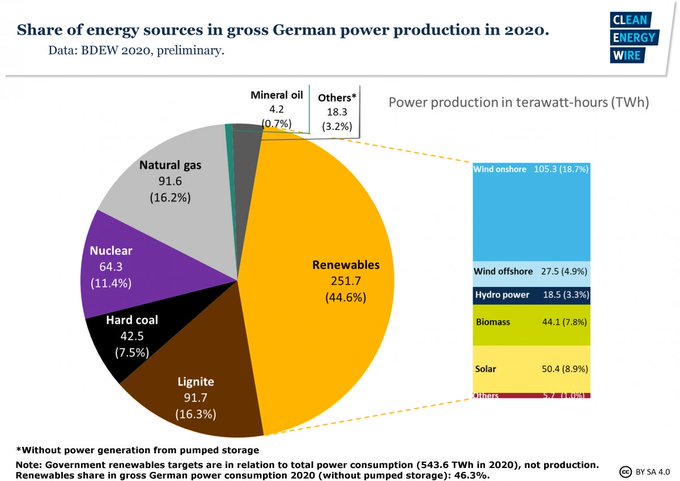 Share of energy sources in gross German power production in 2020.
Data: BDEW 2020, preliminary.
CLEAN
ENERGY
WIRE
Power production in terawatt-hours (TWh)
Mineral oil
4.2
(0.7%)
Others*
18.3
(3.2%)
Natural gas
91.6
(16.2%)
Nuclear
64.3
(11.4%)
Hard coal
42.5
(7.5%)
Lignite
91.7
(16.3%)
Renewables
251.7
(44.6%)
Wind onshore 105.3 (18.7%)
Wind offshore 27.5 (4.9%)
Hydro power 18.5 (3.3%)
Biomass 44.1 (7.8%)
Solar 50.4 (8.9%)
Others 5.7 (1.0%)
*Without power generation from pumped storage
Note: Government renewables targets are in relation to total power consumption (543.6 TWh in 2020), not production.
Renewables share in gross German power consumption 2020 (without pumped storage): 46.3%.
cc BY SA 4.0